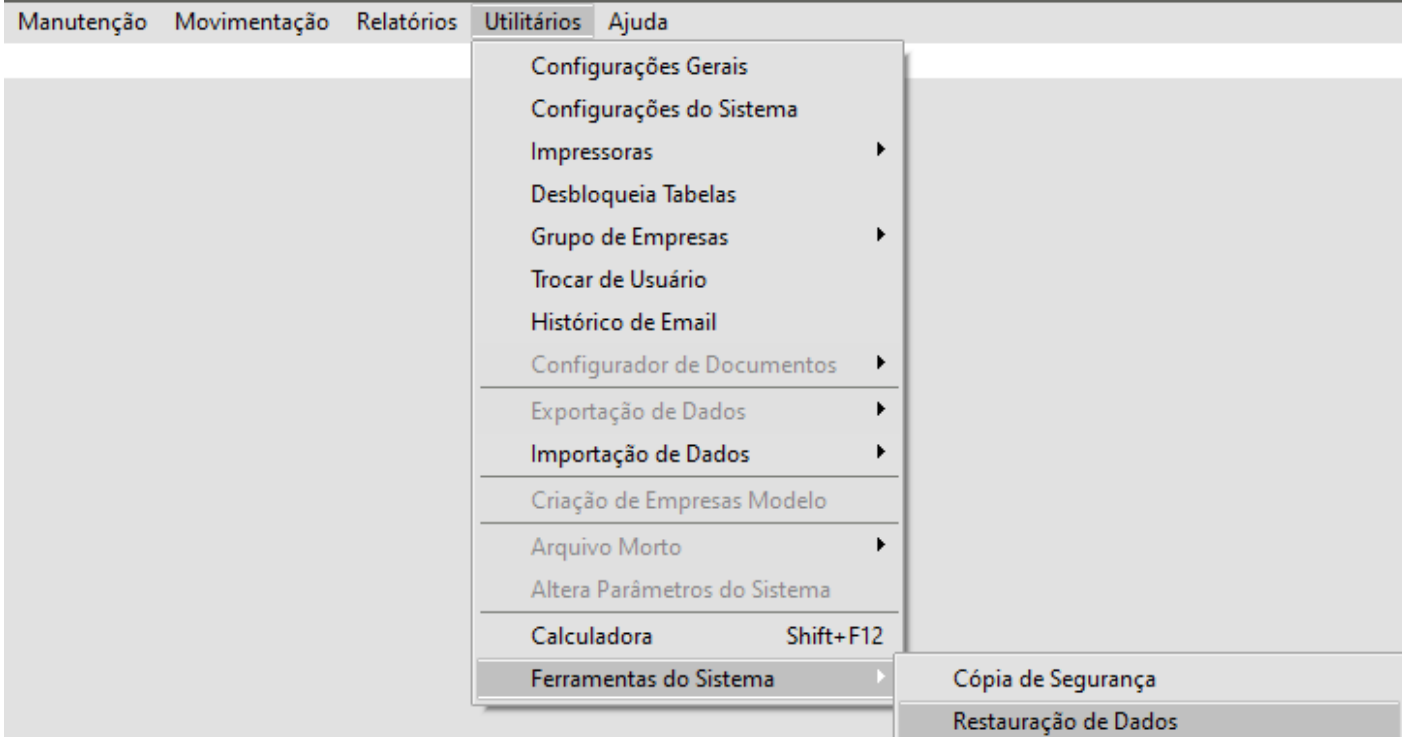 Manutenção Movimentação Relatórios Utilitários Ajuda
Configurações Gerais
Configurações do Sistema
Impressoras
Desbloqueia Tabelas
Grupo de Empresas
Trocar de Usuário
Histórico de Email
Configurador de Documentos
Exportação de Dados
Importação de Dados
Criação de Empresas Modelo
Arquivo Morto
Altera Parâmetros do Sistema
Calculadora Shift+F12
Ferramentas do Sistema Cópia de Segurança
Restauração de Dados